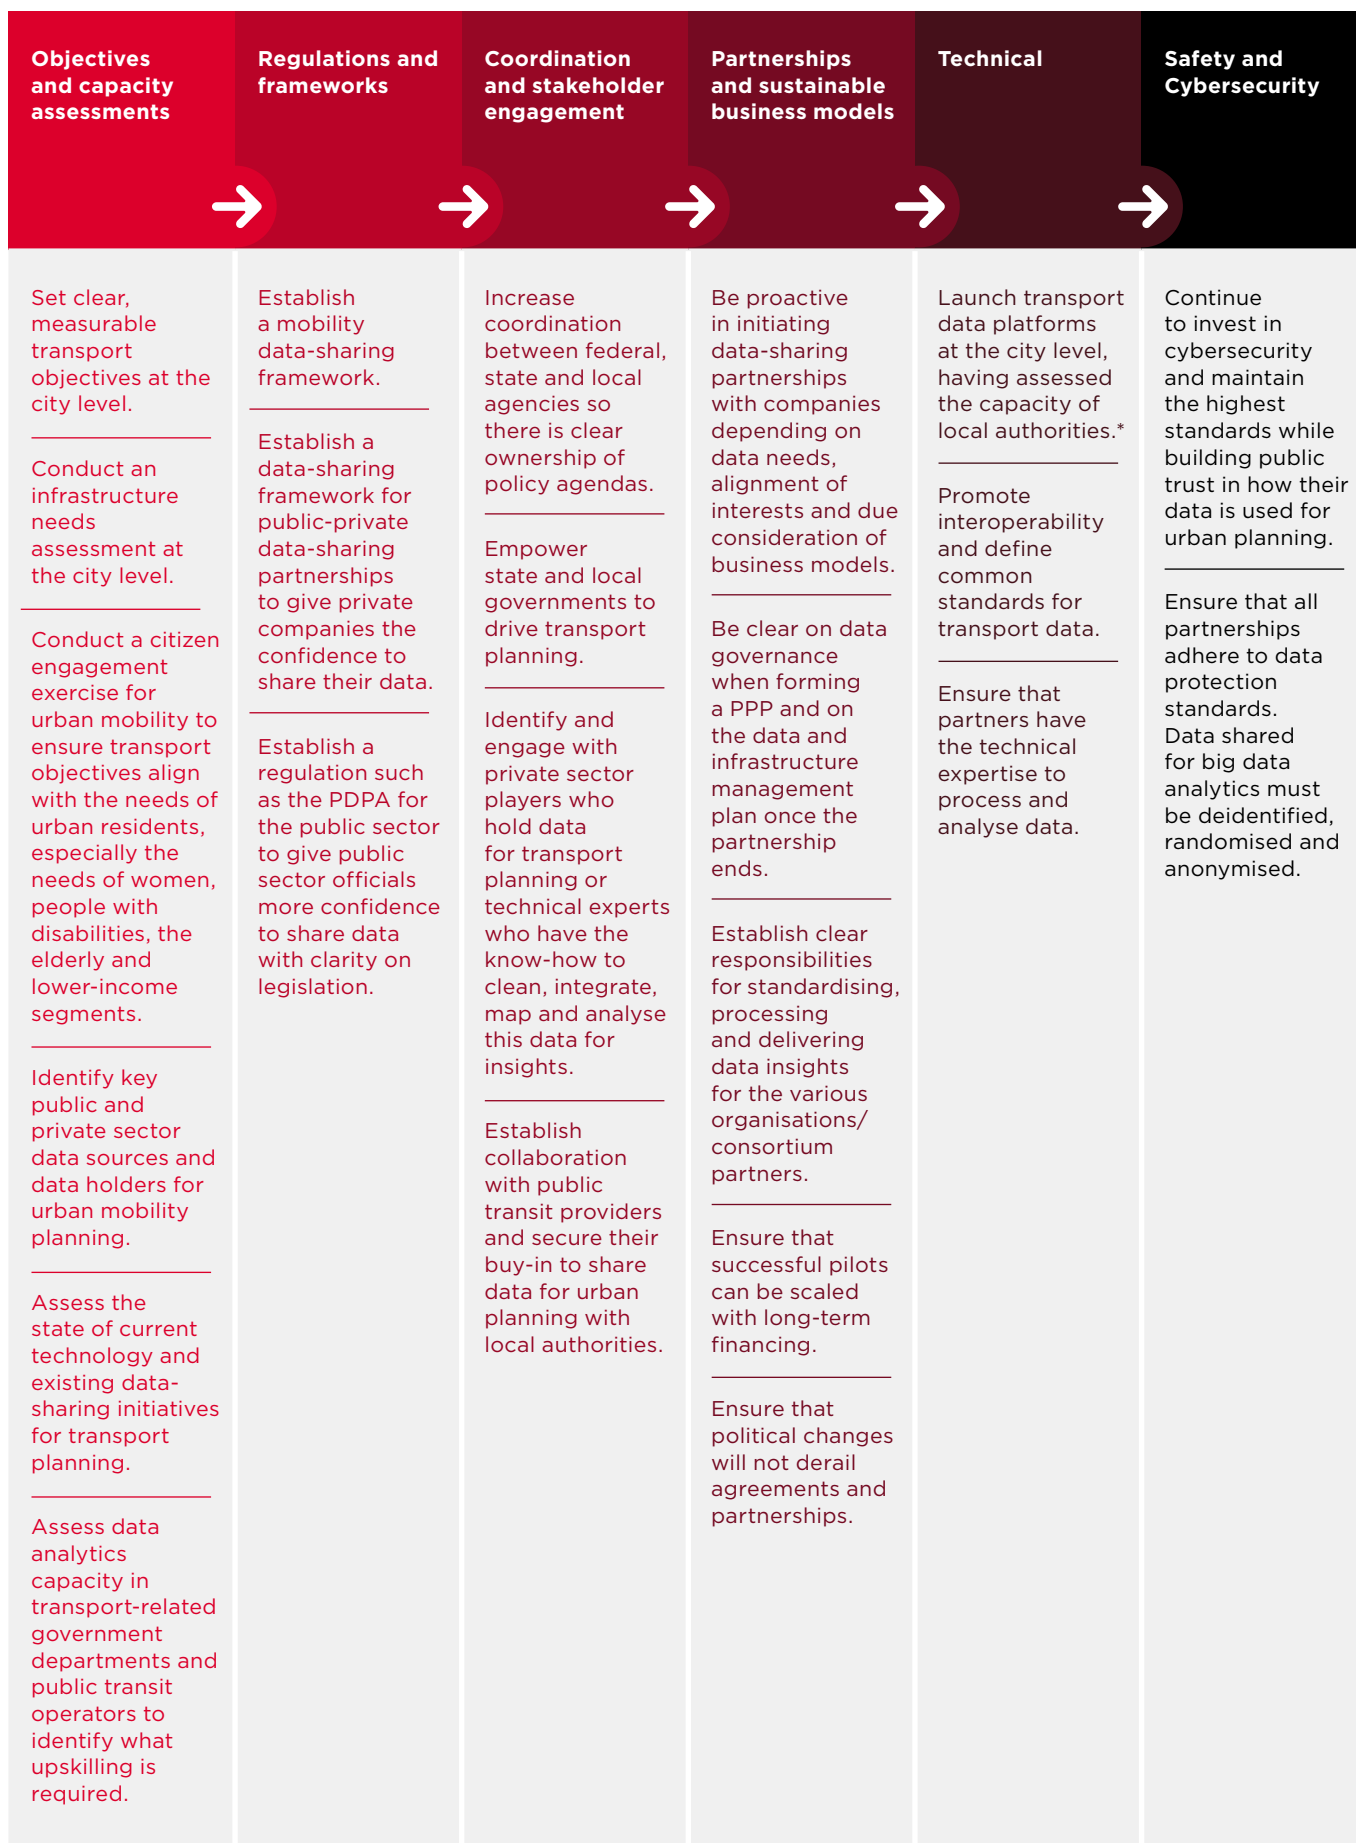 Objectives
and capacity
assessments
Regulations and
frameworks
Coordination
and stakeholder
engagement
Partnerships
and sustainable
business models
Technical
Safety and
Cybersecurity
Set clear,
measurable
transport
objectives at the
city level.
Conduct an
infrastructure
needs
assessment at
the city level.
Conduct a citizen
engagement
exercise for
urban mobility to
ensure transport
objectives align
with the needs of
urban residents,
especially the
needs of women,
people with
disabilities, the
elderly and
lower-income
segments.
Identify key
public and
private sector
data sources and
data holders for
urban mobility
planning.
Assess the
state of current
technology and
existing data-
sharing initiatives
for transport
planning.
Assess data
analytics
capacity in
transport-related
government
departments and
public transit
operators to
identify what
upskilling is
required.
Establish
a mobility
data-sharing
framework.
Establish a
data-sharing
framework for
public-private
data-sharing
partnerships
to give private
companies the
confidence to
share their data.
Establish a
regulation such
as the PDPA for
the public sector
to give public
sector officials
more confidence
to share data
with clarity on
legislation.
Increase
coordination
between federal,
state and local
agencies so
there is clear
ownership of
policy agendas.
Empower
state and local
governments to
drive transport
planning.
Identify and
engage with
private sector
players who
hold data
for transport
planning or
technical experts
who have the
know-how to
clean, integrate,
map and analyse
this data for
insights.
Establish
collaboration
with public
transit providers
and secure their
buy-in to share
data for urban
planning with
local authorities.
Be proactive
in initiating
data-sharing
partnerships
with companies
depending on
data needs,
alignment of
interests and due
consideration of
business models.
Be clear on data
governance
when forming
a PPP and on
the data and
infrastructure
management
plan once the
partnership
ends.
Establish clear
responsibilities
for standardising,
processing
and delivering
data insights
for the various
organisations/
consortium
partners.
Ensure that
successful pilots
can be scaled
with long-term
financing.
Ensure that
political changes
will not derail
agreements and
partnerships.
Launch transport
data platforms
at the city level,
having assessed
the capacity of
local authorities.*
Promote
interoperability
and define
common
standards for
transport data.
Ensure that
partners have
the technical
expertise to
process and
analyse data.
Continue
to invest in
cybersecurity
and maintain
the highest
standards while
building public
trust in how their
data is used for
urban planning.
Ensure that all
partnerships
adhere to data
protection
standards.
Data shared
for big data
analytics must
be deidentified,
randomised and
anonymised.